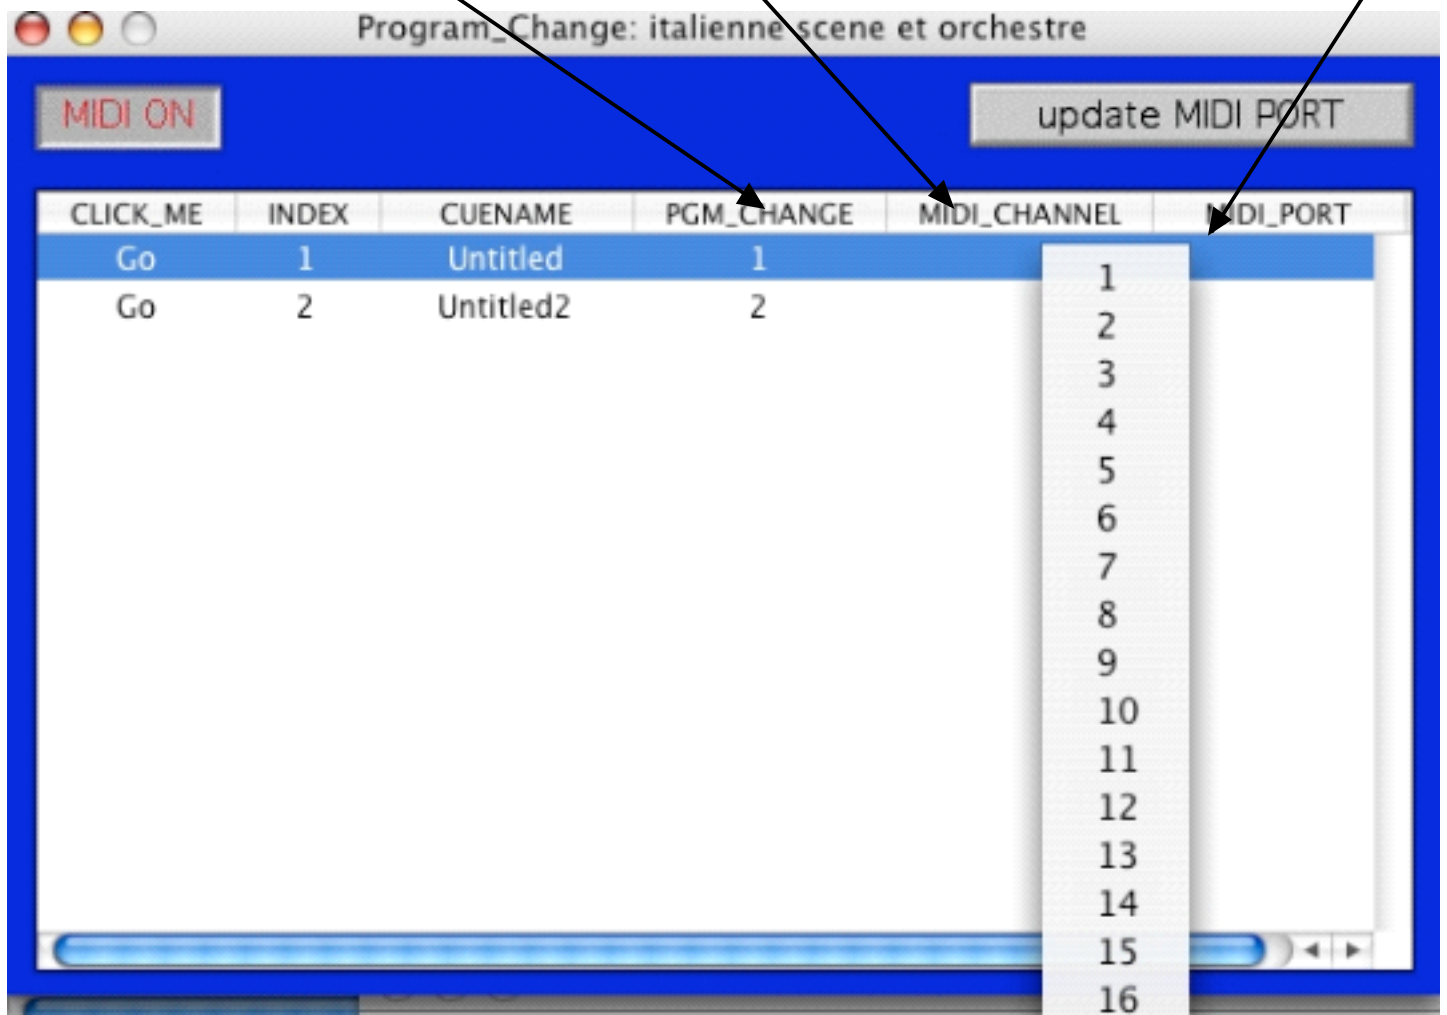 Program_Change: italienne scene et orchestre
MIDI ON
update MIDI PORT
CLICK_ME INDEX CUENAME PGM_CHANGE MIDI_CHANNEL MIDI_PORT
Go 1 Untitled 1
Go 2 Untitled2 2
1
2
3
4
5
6
7
8
9
10
11
12
13
14
15
16